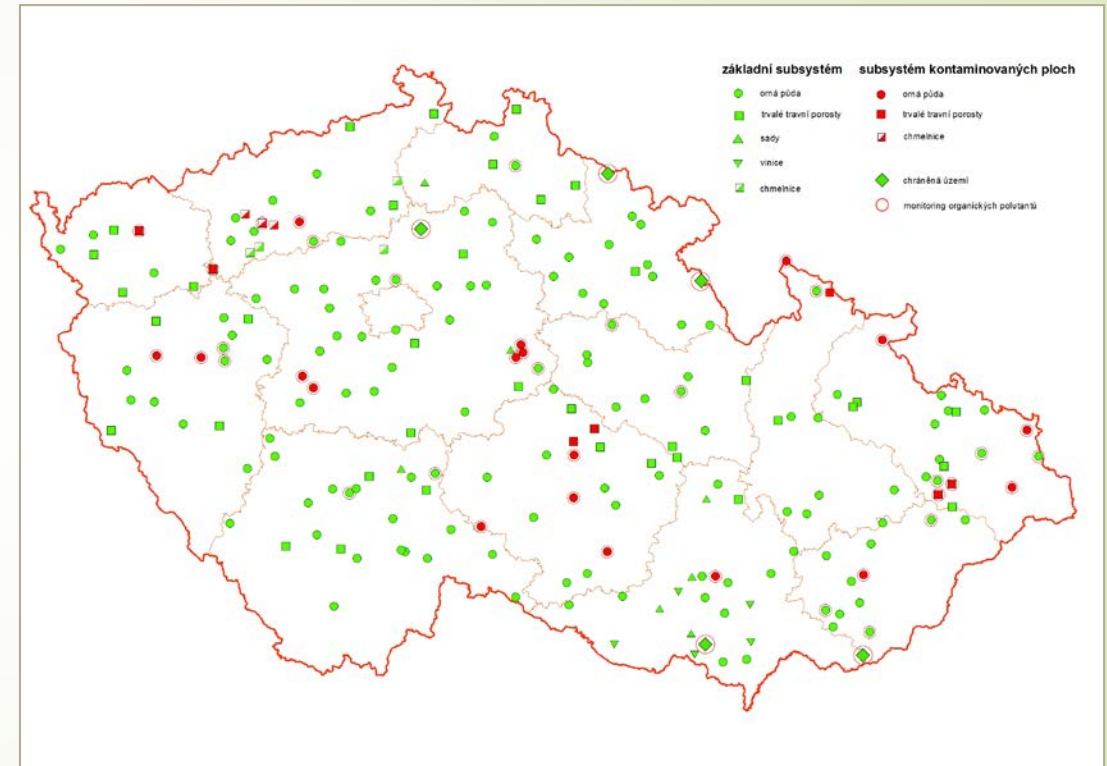 základní subsystém
orná půda
trvalé travní porosty
sady
vinice
chmelnice
subsystém kontaminovaných ploch
orná půda
trvalé travní porosty
chmelnice
chráněná území
monitoring organických polutantů